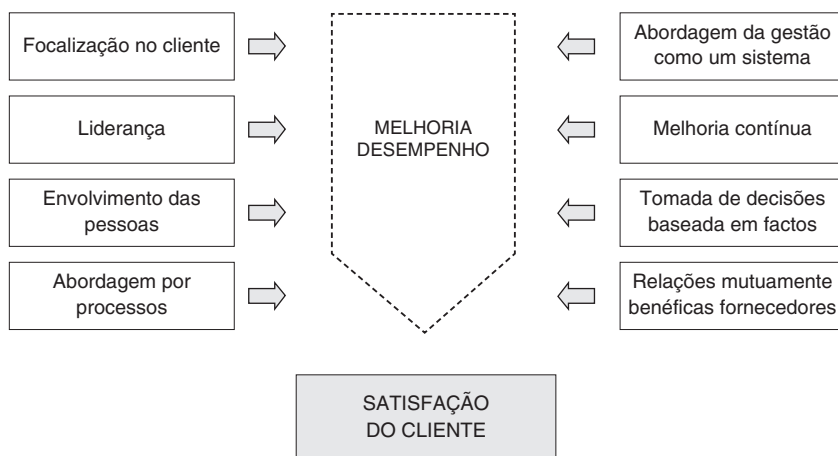 Focalização no cliente
Liderança
Envolvimento das
pessoas
Abordagem por
processos
MELHORIA
DESEMPENHO
Abordagem da gestão
como um sistema
Melhoria contínua
Tomada de decisões
baseada em factos
Relações mutuamente
benéficas fornecedores
SATISFAÇÃO
DO CLIENTE